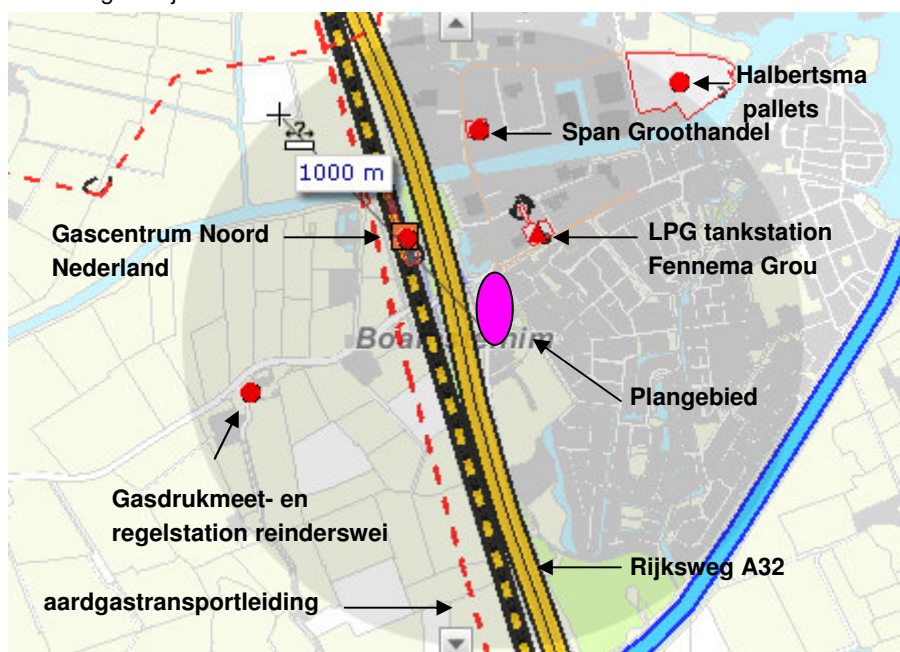 Halbertsma
pallets
Span Groothandel
1000 m
Gascentrum Noord
Nederland
LPG tankstation
Fennema Grou
Plangebied
Gasdrukmeet- en
regelstation reinderswei
Rijksweg A32
aardgastransportleiding